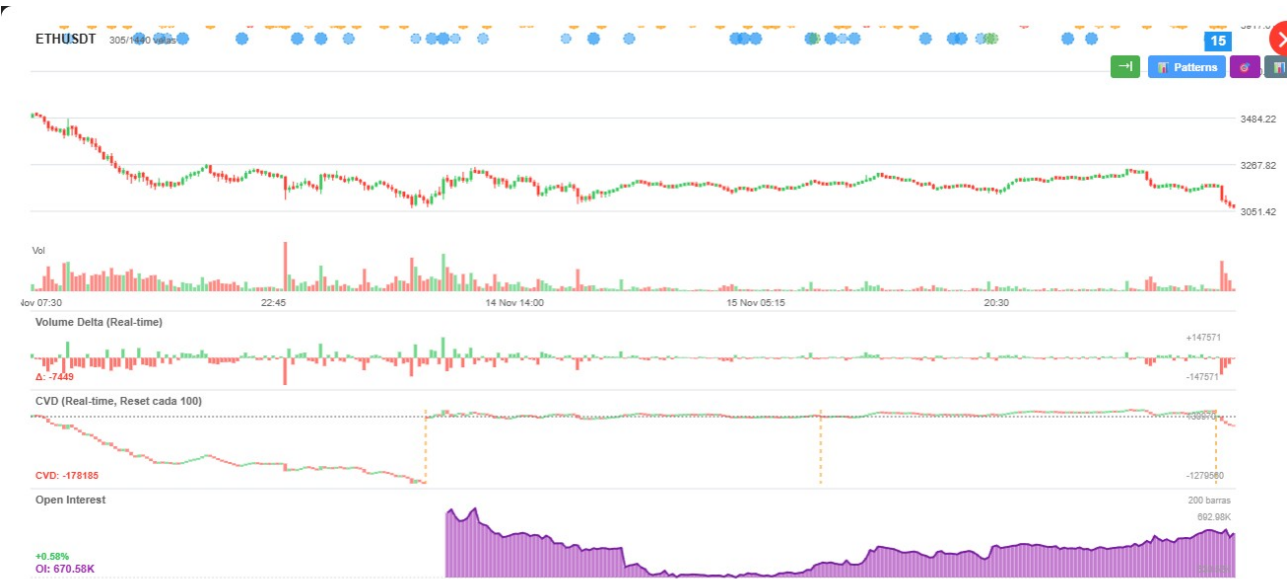 ETHUSDT 305/1440 velas
15
Patterns
3484.22
3267.82
3051.42
Vol
07:30 22:45 14 Nov 14:00 15 Nov 05:15 20:30
Volume Delta (Real-time)
+147571
Δ: -7449 -147571
CVD (Real-time, Reset cada 100)
CVD: -178185 -1279560
Open Interest 200 barras
692.98K
+0.58%
OI: 670.58K